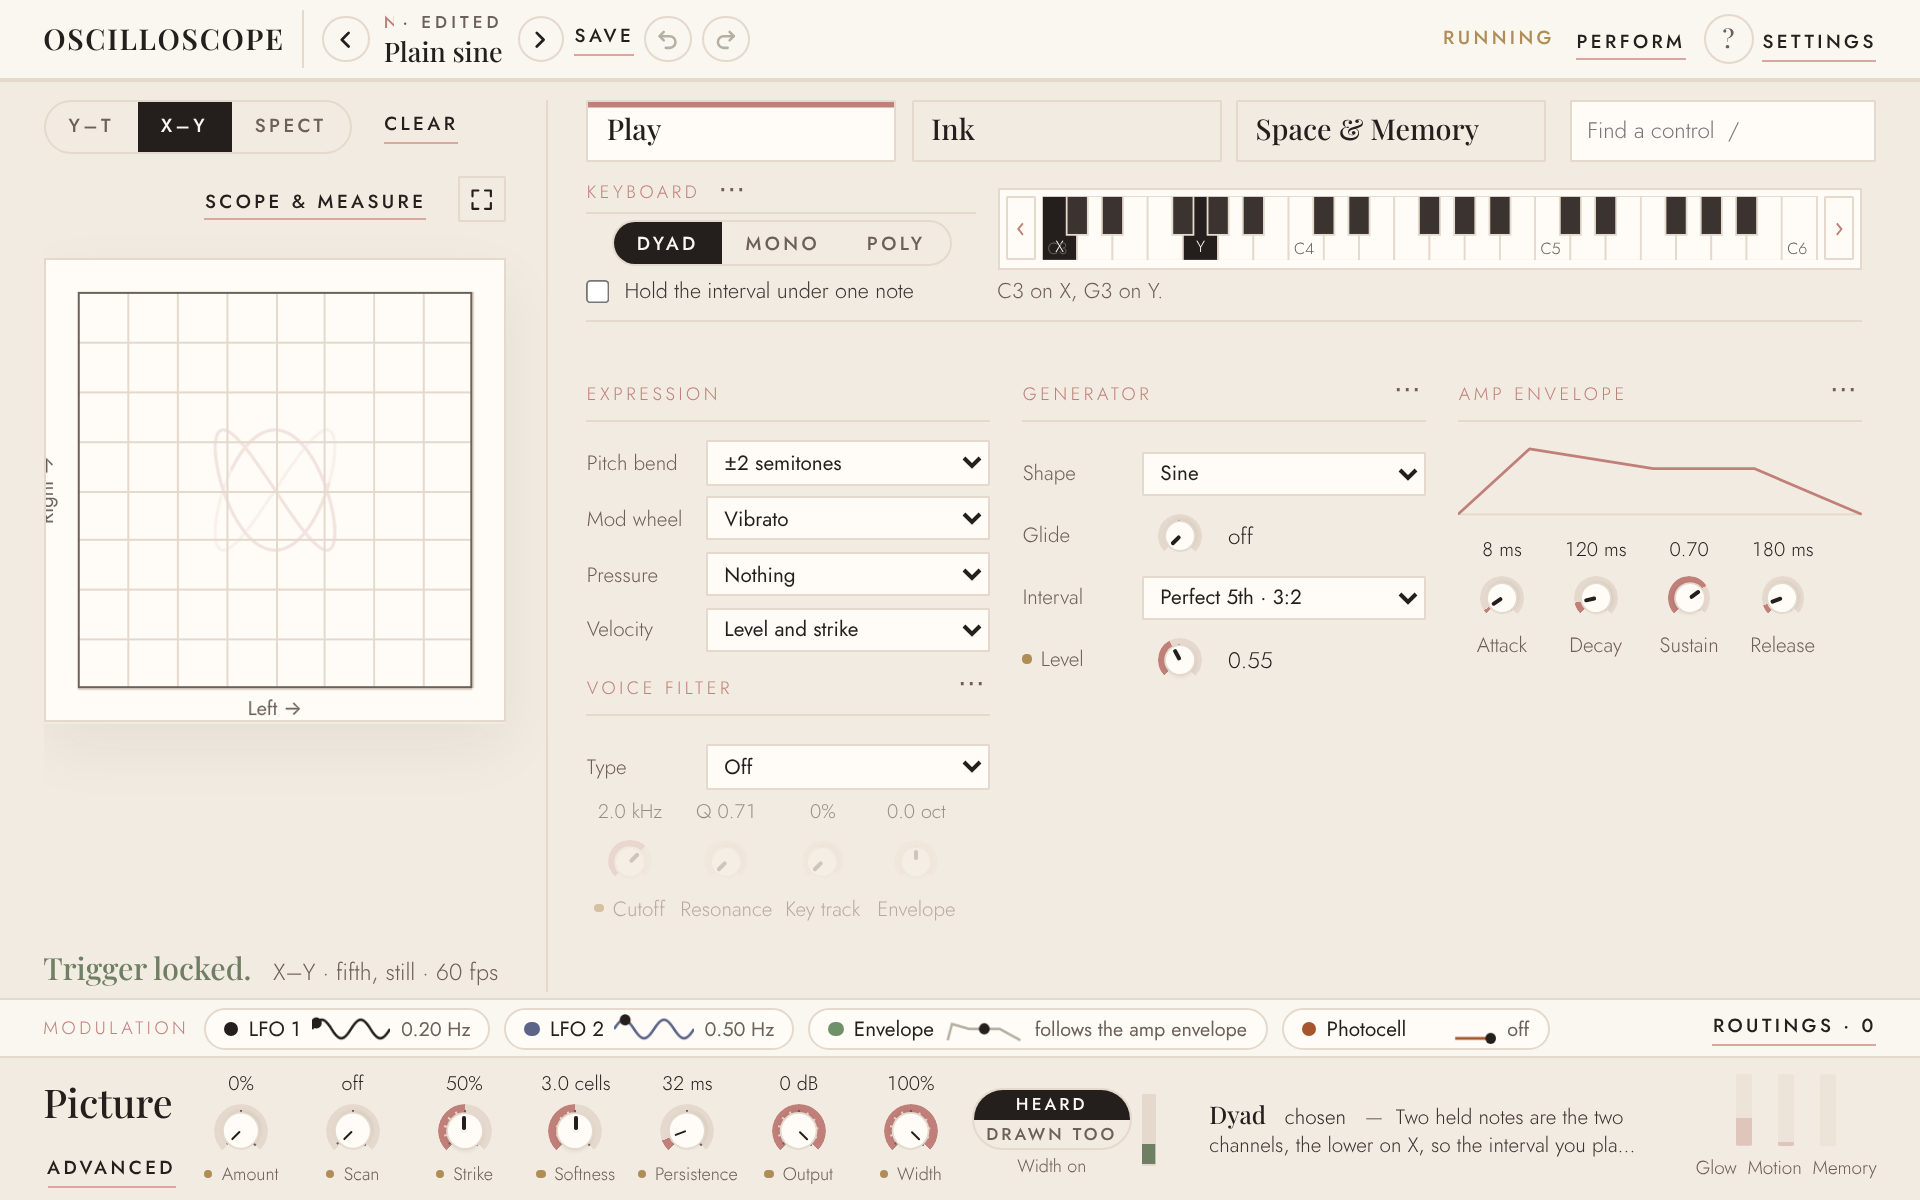 OSCILLOSCOPE
N · EDITED
Plain sine
SAVE
RUNNING
PERFORM
?
SETTINGS
Y–T
X–Y
SPECT
CLEAR
Play
Ink
Space & Memory
Find a control /
SCOPE & MEASURE
KEYBOARD ···
DYAD
MONO
POLY
X
Y
C4
C5
C6
Hold the interval under one note
C3 on X, G3 on Y.
Right →
Left →
EXPRESSION
Pitch bend
±2 semitones
Mod wheel
Vibrato
Pressure
Nothing
Velocity
Level and strike
GENERATOR ···
Shape
Sine
Glide
off
Interval
Perfect 5th · 3:2
Level
0.55
AMP ENVELOPE ···
8 ms 120 ms 0.70 180 ms
Attack Decay Sustain Release
VOICE FILTER ···
Type
Off
2.0 kHz Q 0.71 0% 0.0 oct
Cutoff Resonance Key track Envelope
Trigger locked. X–Y · fifth, still · 60 fps
MODULATION
LFO 1 0.20 Hz
LFO 2 0.50 Hz
Envelope follows the amp envelope
Photocell off
ROUTINGS · 0
Picture
ADVANCED
0% off 50% 3.0 cells 32 ms 0 dB 100%
Amount Scan Strike Softness Persistence Output Width
HEARD
DRAWN TOO
Width on
Dyad chosen — Two held notes are the two
channels, the lower on X, so the interval you pla...
Glow Motion Memory